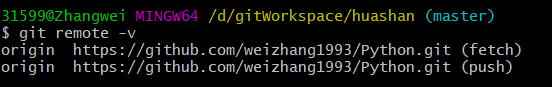 31599@Zhangwei MINGW64 /d/gitWorkspace/huashan (master)
$ git remote -v
origin  https://github.com/weizhang1993/Python.git (fetch)
origin  https://github.com/weizhang1993/Python.git (push)